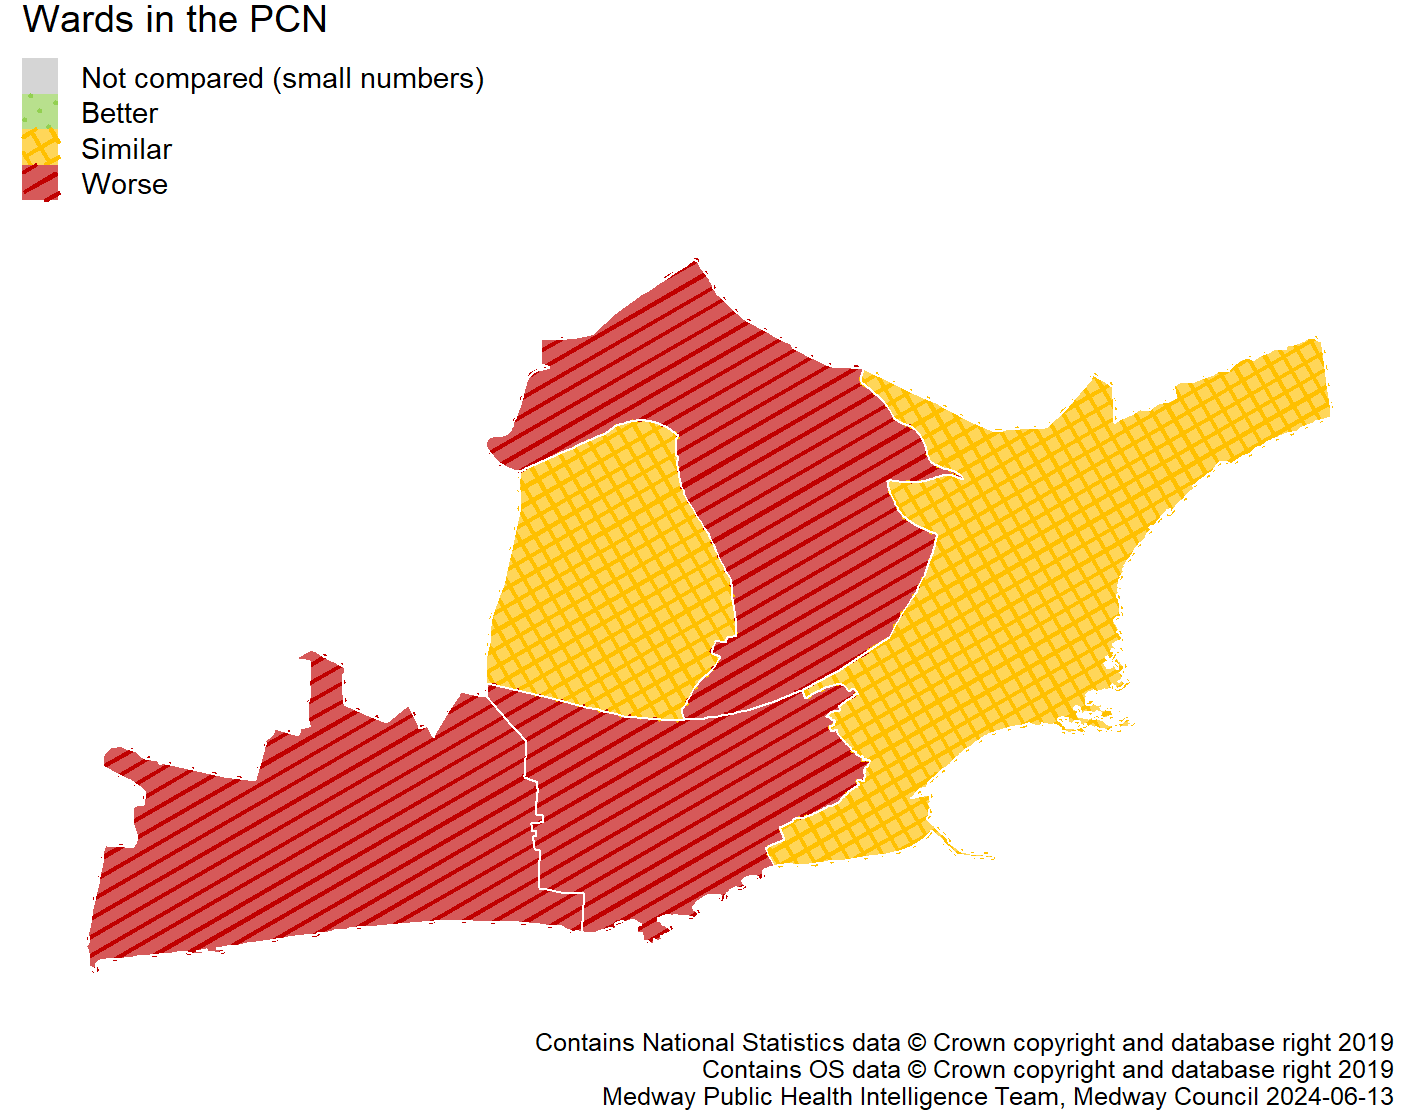 Wards in the PCN
Not compared (small numbers)
Better
Similar
Worse
Contains National Statistics data © Crown copyright and database right 2019
Contains OS data © Crown copyright and database right 2019
Medway Public Health Intelligence Team, Medway Council 2024-06-13